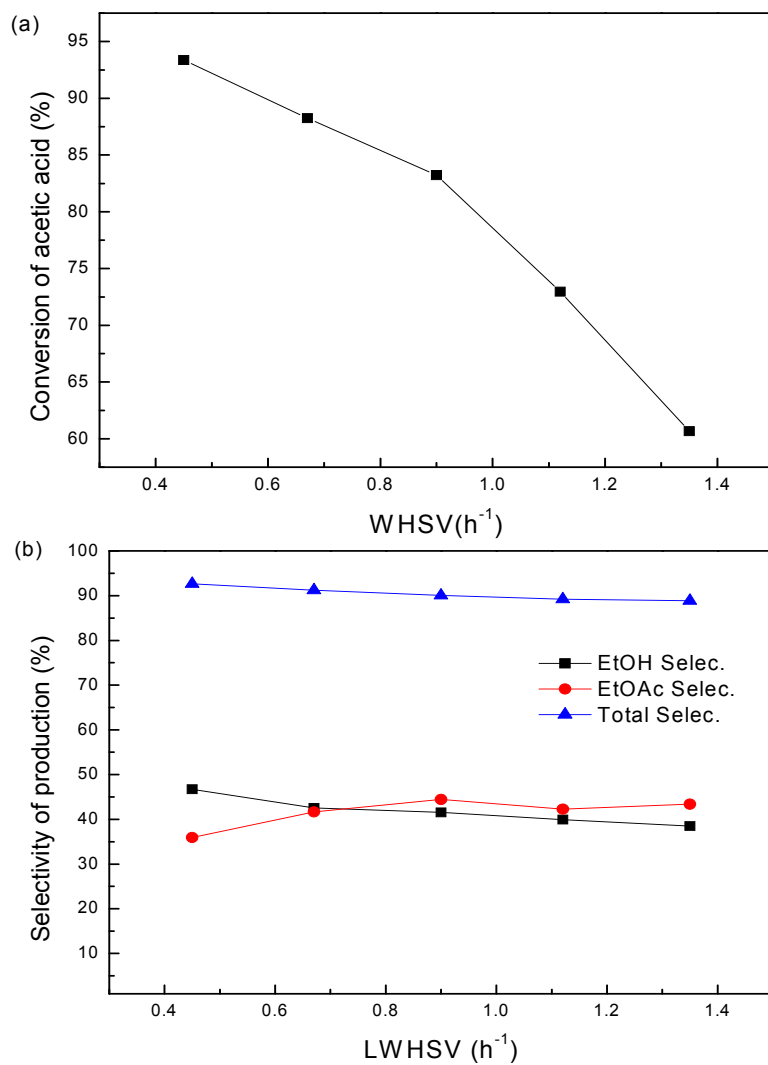 (a)
95
90
85
80
75
70
65
60
Conversion of acetic acid (%)
0.4 0.6 0.8 1.0 1.2 1.4
WHSV(h⁻¹)
(b)
100
90
80
70
60
50
40
30
20
10
Selectivity of production (%)
EtOH Selec.
EtOAc Selec.
Total Selec.
0.4 0.6 0.8 1.0 1.2 1.4
LWHSV (h⁻¹)